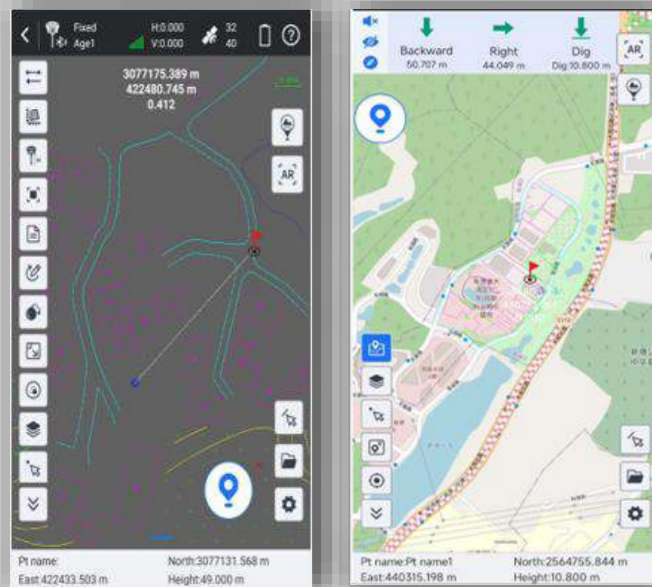 Fixed
Age1
H:0.000
V:0.000
32
40
3077175.389 m
422480.745 m
0.412
AR
Pt name:
North:3077131.568 m
East:422433.503 m
Height:49.000 m
Backward
50.707 m
Right
44.049 m
Dig
Dig:10.800 m
AR
Pt name:Pt name1
North:2564755.844 m
East:440315.198 m
Height:10.800 m